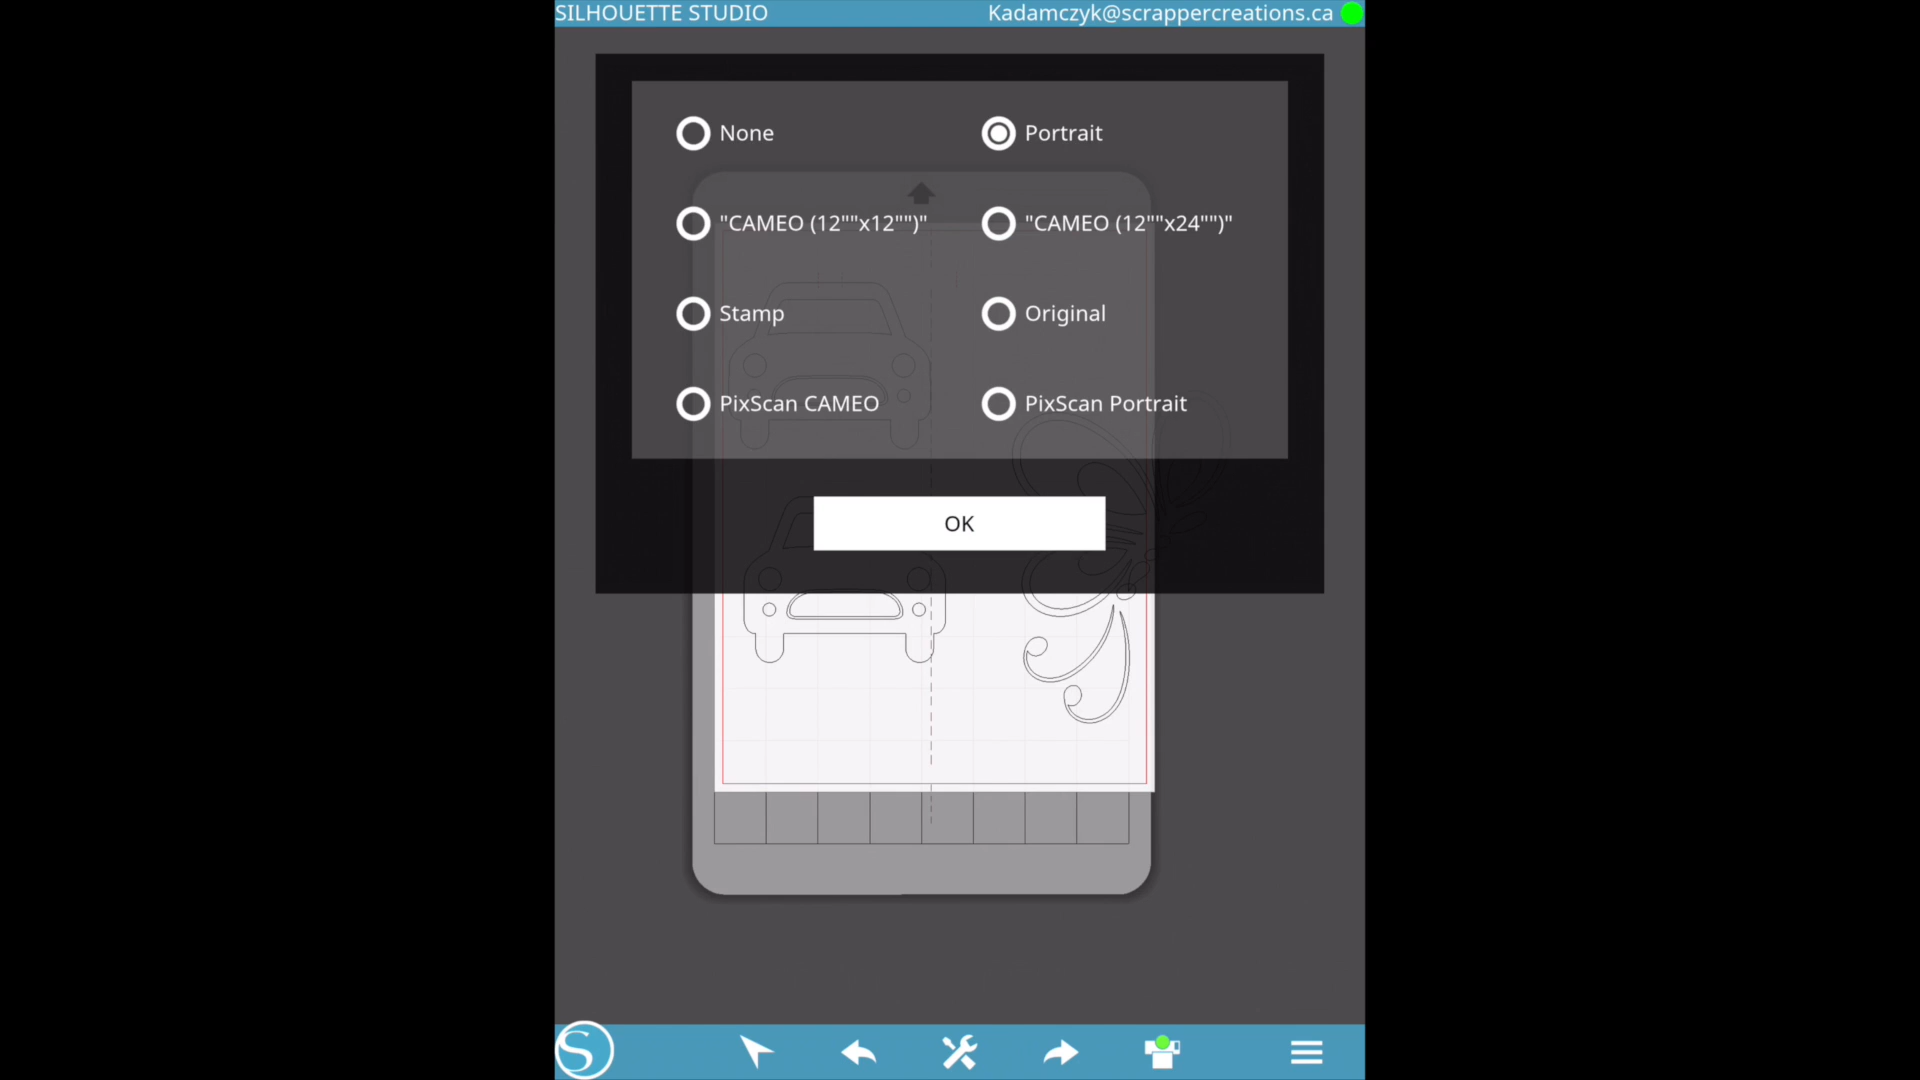 SILHOUETTE STUDIO Kadamczyk@scrappercreations.ca
None Portrait
"CAMEO (12""x12"")" "CAMEO (12""x24"")"
Stamp Original
PixScan CAMEO PixScan Portrait
OK
S